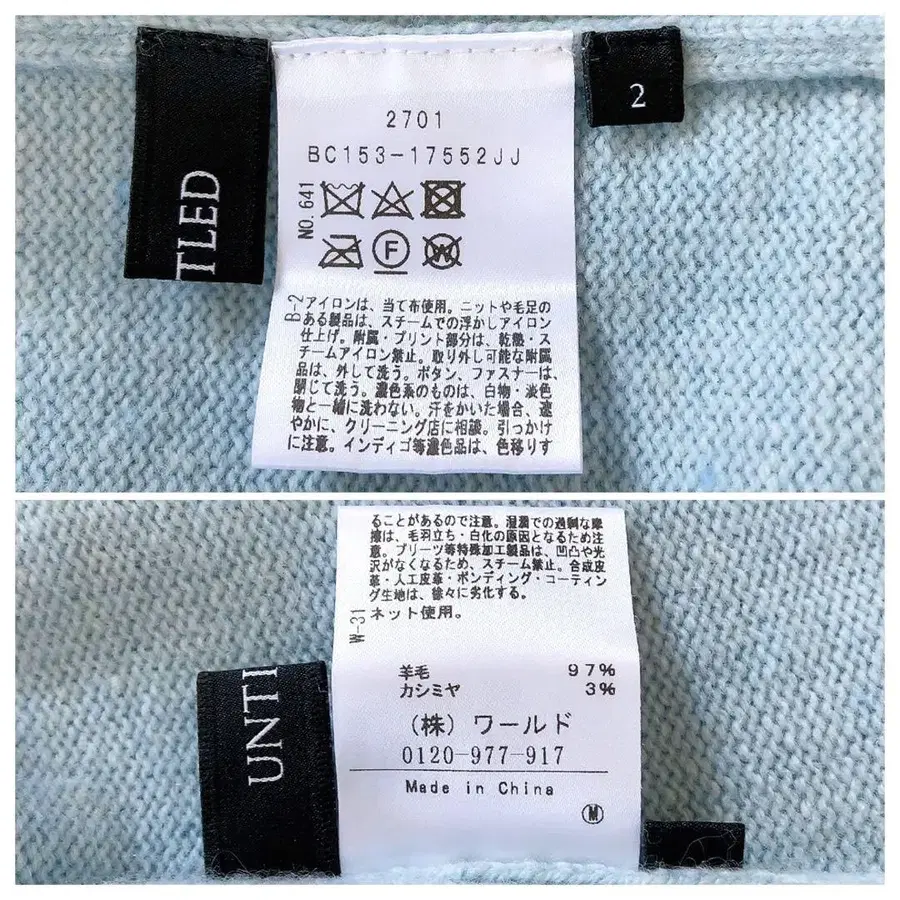 TLED
2
2701
BC153-17552JJ
NO.641
F
W
B-2
アイロンは、当て布使用。ニットや毛足の
ある製品は、スチームでの浮かしアイロン
仕上げ。附属・プリント部分は、乾熱・ス
チームアイロン禁止。取り外し可能な附属
品は、外して洗う。ボタン、ファスナーは
閉じて洗う。濃色系のものは、白物・淡色
物と一緒に洗わない。汗をかいた場合、速
やかに、クリーニング店に相談。引っかけ
に注意。インディゴ等濃色品は、色移りす
ることがあるので注意。湿潤での過剰な摩
擦は、毛羽立ち・白化の原因となるため注
意。プリーツ等特殊加工製品は、凹凸や光
沢がなくなるため、スチーム禁止。合成皮
革・人工皮革・ボンディング・コーティン
グ生地は、徐々に劣化する。
W-31
ネット使用。
UNTI
羊毛 97%
カシミヤ 3%
(株) ワールド
0120-977-917
Made in China
M